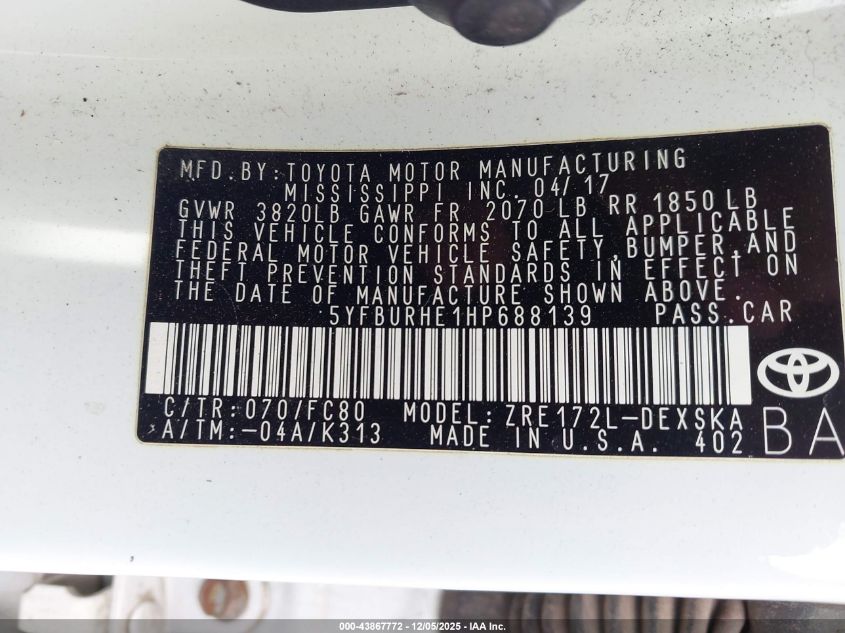 MFD. BY: TOYOTA MOTOR MANUFACTURING
MISSISSIPPI INC. 04/ 17
GVWR 3820LB GAWR FR 2070 LB RR 1850 LB
THIS VEHICLE CONFORMS TO ALL APPLICABLE
FEDERAL MOTOR VEHICLE SAFETY, BUMPER, AND
THEFT PREVENTION STANDARDS IN EFFECT ON
THE DATE OF MANUFACTURE SHOWN ABOVE.
5YFBURHE1HP688139 PASS. CAR
C/TR: 070/FC80 MODEL: ZRE172L-DEXSKA
A/TM: -04A/K313 MADE IN U.S.A. 402
BA
000-43867772 - 12/05/2025 - IAA Inc.